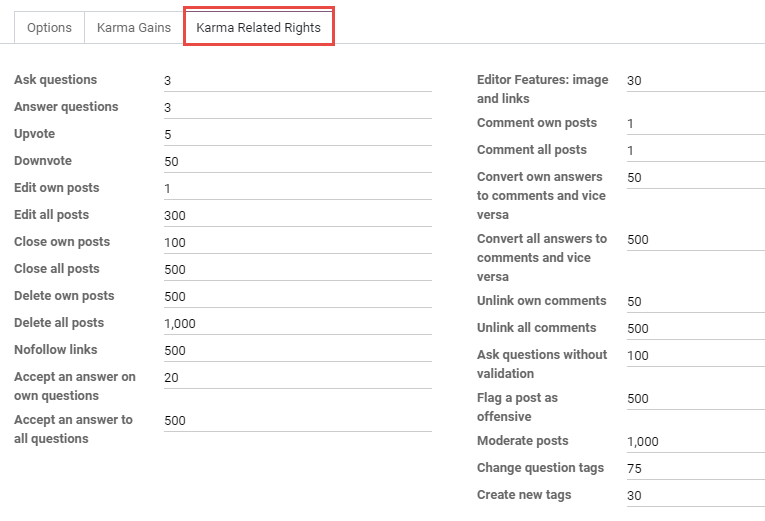 Options Karma Gains Karma Related Rights
Ask questions 3
Answer questions 3
Upvote 5
Downvote 50
Edit own posts 1
Edit all posts 300
Close own posts 100
Close all posts 500
Delete own posts 500
Delete all posts 1,000
Nofollow links 500
Accept an answer on 20
own questions
Accept an answer to 500
all questions
Editor Features: image 30
and links
Comment own posts 1
Comment all posts 1
Convert own answers 50
to comments and vice
versa
Convert all answers to 500
comments and vice
versa
Unlink own comments 50
Unlink all comments 500
Ask questions without 100
validation
Flag a post as 500
offensive
Moderate posts 1,000
Change question tags 75
Create new tags 30